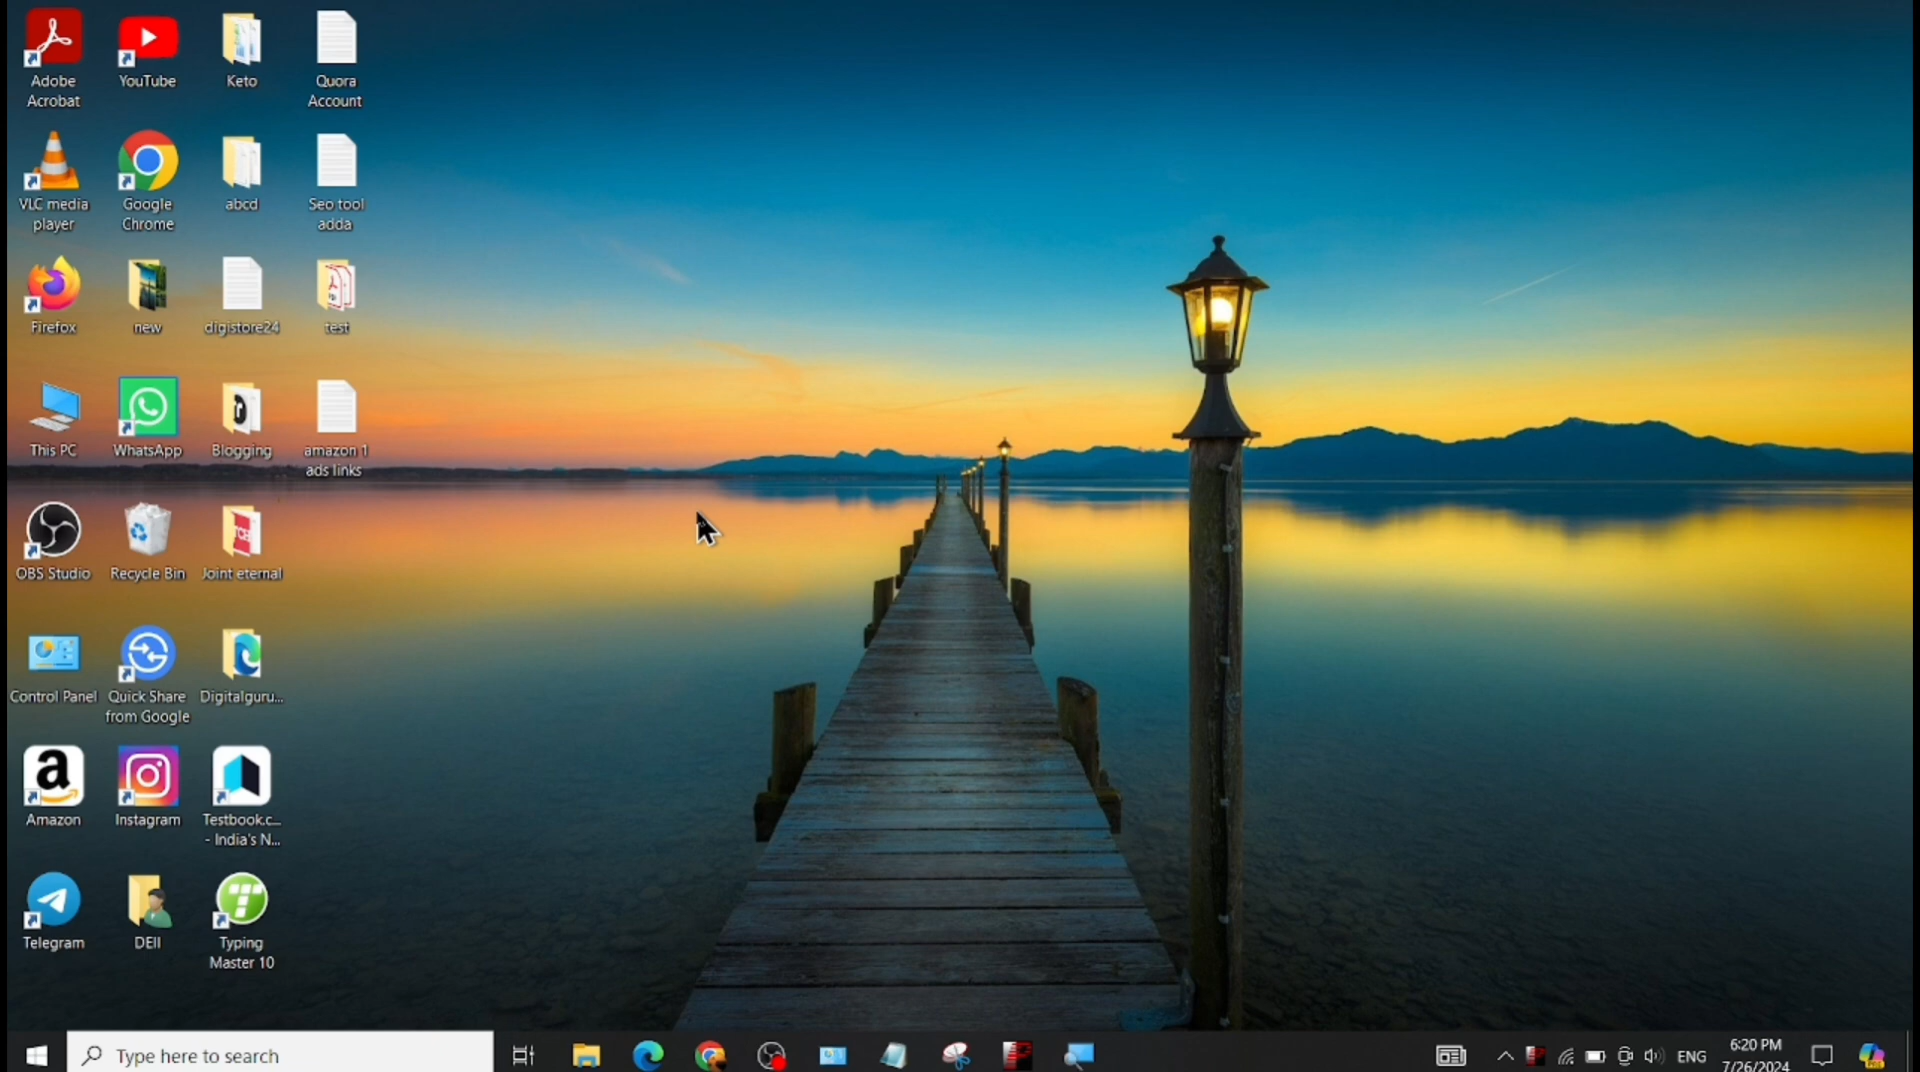 Adobe
Acrobat
YouTube
Keto
Quora
Account
VLC media
player
Google
Chrome
abcd
Seo tool
adda
Firefox
new
digistore24
test
This PC
WhatsApp
Blogging
amazon 1
ads links
OBS Studio
Recycle Bin
Joint eternal
Control Panel
Quick Share
from Google
Digitalguru...
Amazon
Instagram
Testbook.c...
- India's N...
Telegram
DEll
Typing
Master 10
Type here to search
ENG
6:20 PM
7/26/2024